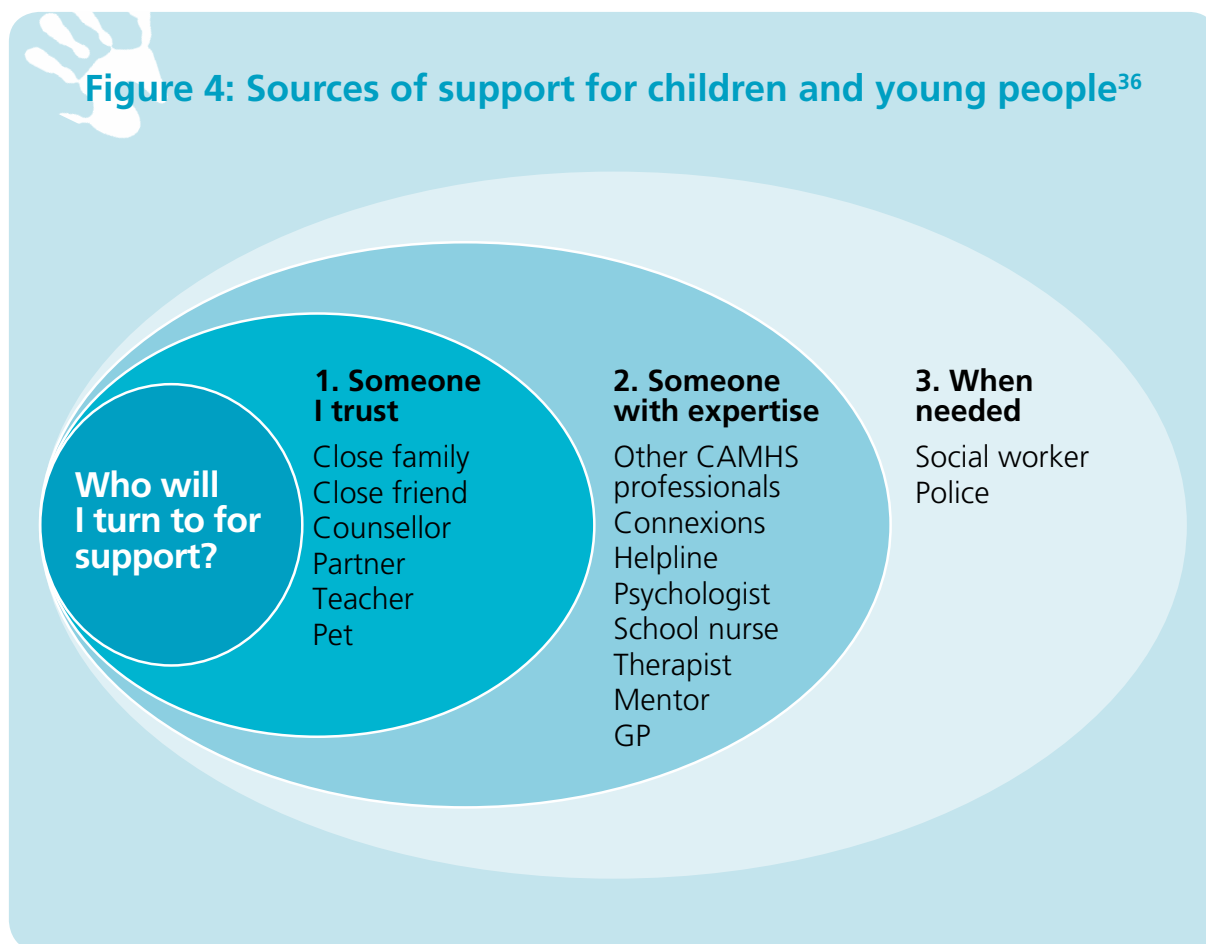 Figure 4: Sources of support for children and young people36
Who will
I turn to for
support?
1. Someone
I trust
Close family
Close friend
Counsellor
Partner
Teacher
Pet
2. Someone
with expertise
Other CAMHS
professionals
Connexions
Helpline
Psychologist
School nurse
Therapist
Mentor
GP
3. When
needed
Social worker
Police